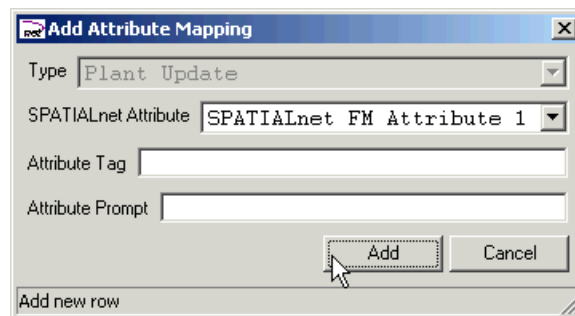 Add Attribute Mapping
Type Plant Update
SPATIALnet Attribute SPATIALnet FM Attribute 1
Attribute Tag
Attribute Prompt
Add Cancel
Add new row